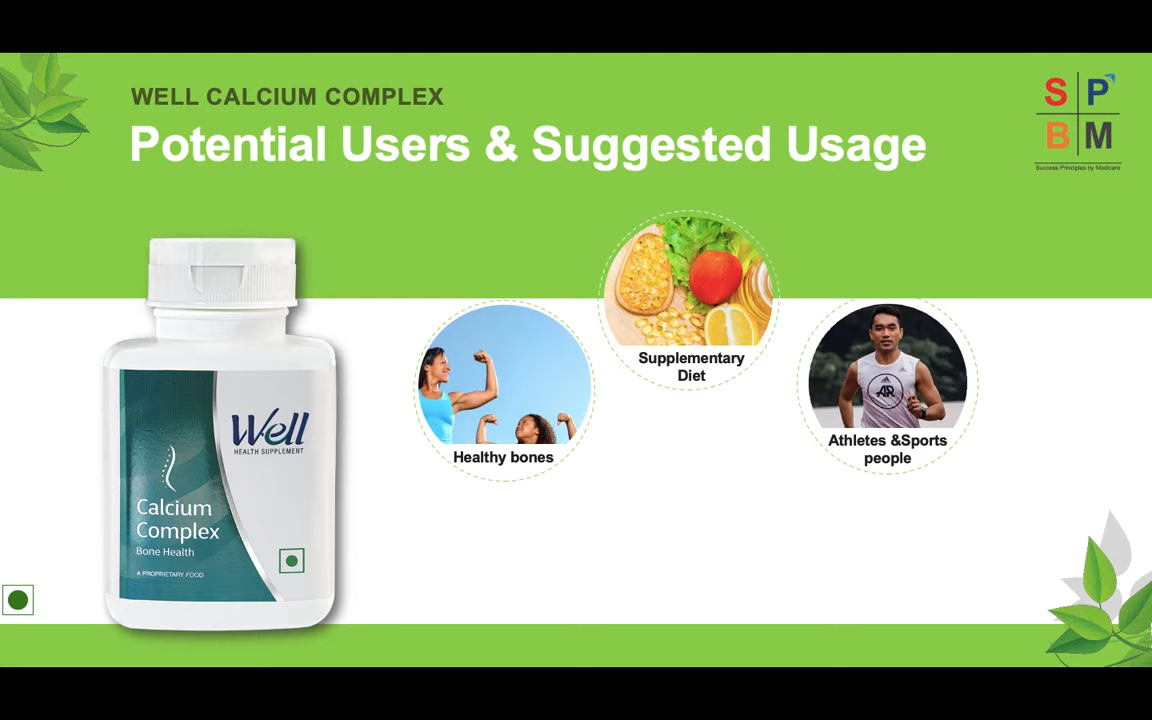 WELL CALCIUM COMPLEX
Potential Users & Suggested Usage
S P
B M
Success Principles by Modicare
Supplementary
Diet
Healthy bones
Athletes &Sports
people
AR
Well
HEALTH SUPPLEMENT
Calcium
Complex
Bone Health
A PROPRIETARY FOOD